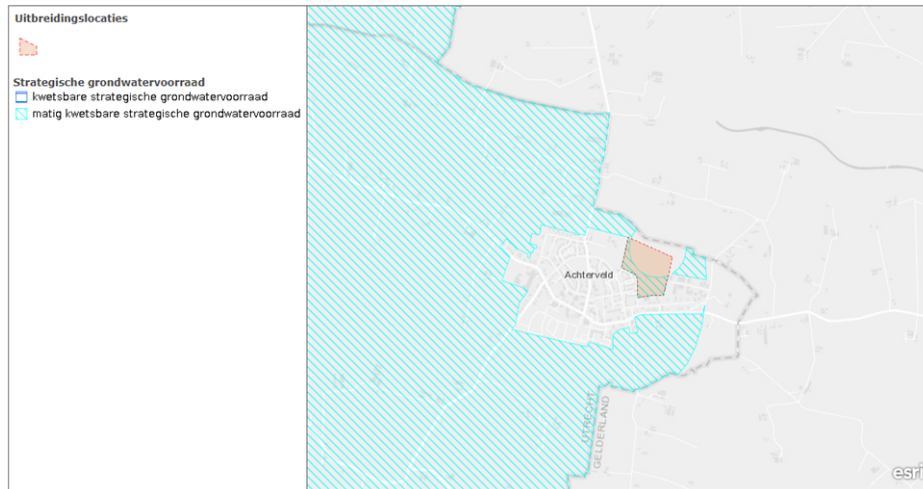 Uitbreidingslocaties
Strategische grondwatervoorraad
kwetsbare strategische grondwatervoorraad
matig kwetsbare strategische grondwatervoorraad
Achterveld
UTRECHT
GELDERLAND
esri